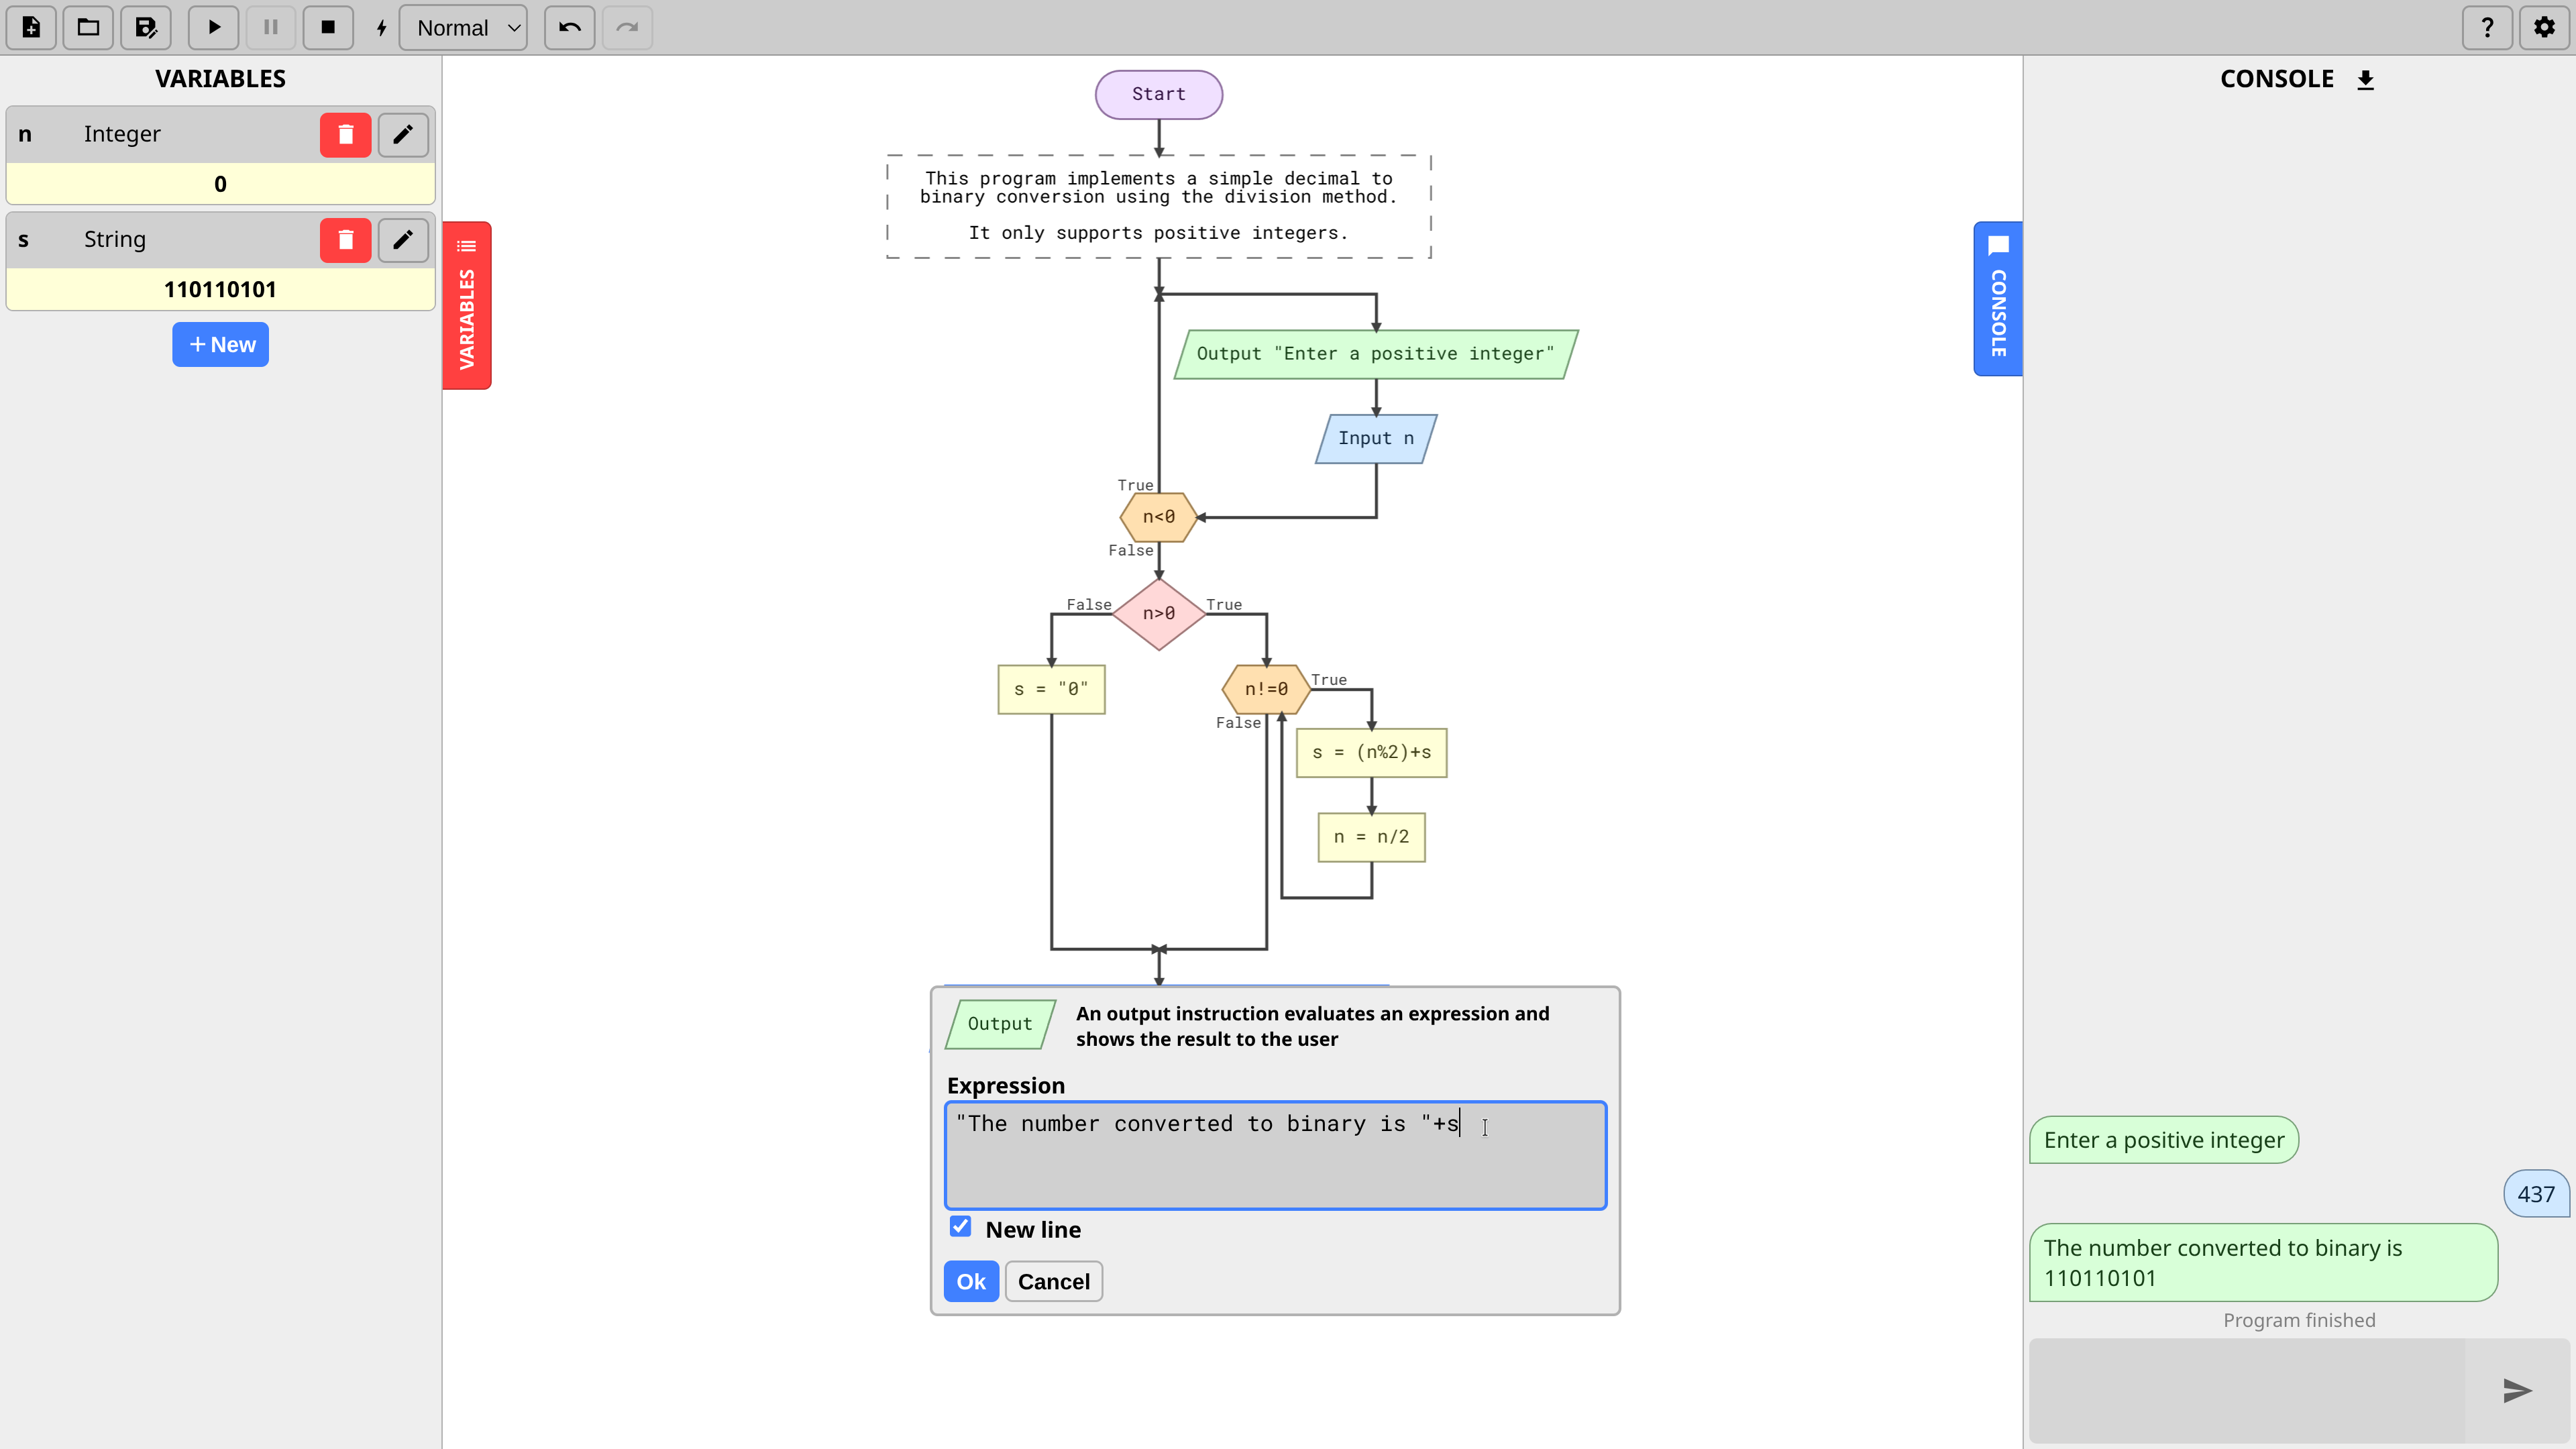 Normal
?
VARIABLES
n Integer
0
s String
110110101
+ New
VARIABLES
Start
This program implements a simple decimal to
binary conversion using the division method.
It only supports positive integers.
Output "Enter a positive integer"
Input n
True
n<0
False
False
n>0
True
s = "0"
n!=0
True
False
s = (n%2)+s
n = n/2
Output
An output instruction evaluates an expression and
shows the result to the user
Expression
"The number converted to binary is "+s
New line
Ok
Cancel
CONSOLE
CONSOLE
Enter a positive integer
437
The number converted to binary is
110110101
Program finished